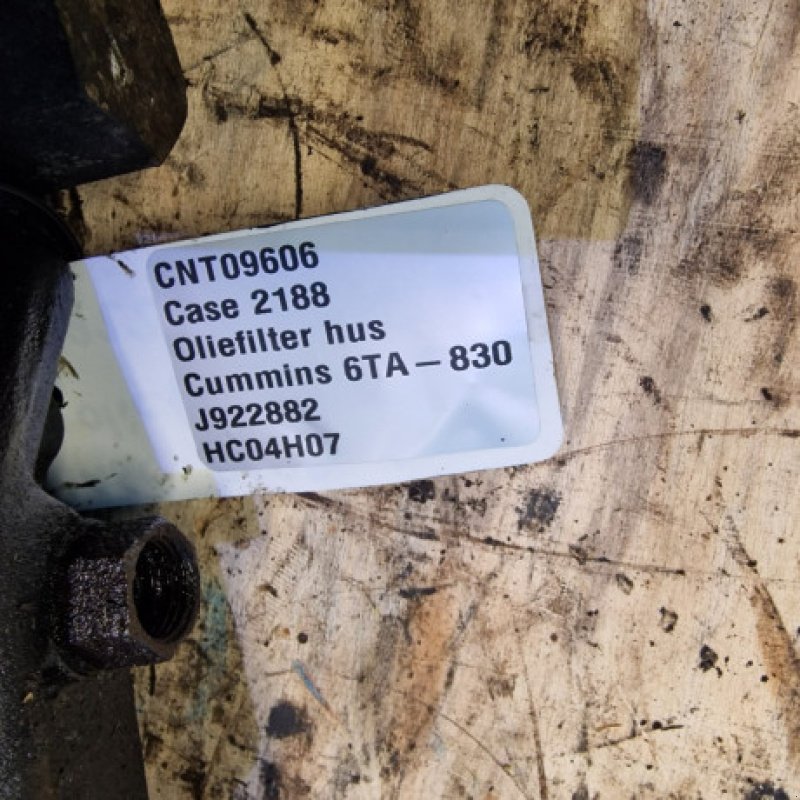 CNT09606
Case 2188
Oliefilter hus
Cummins 6TA – 830
J922882
HC04H07